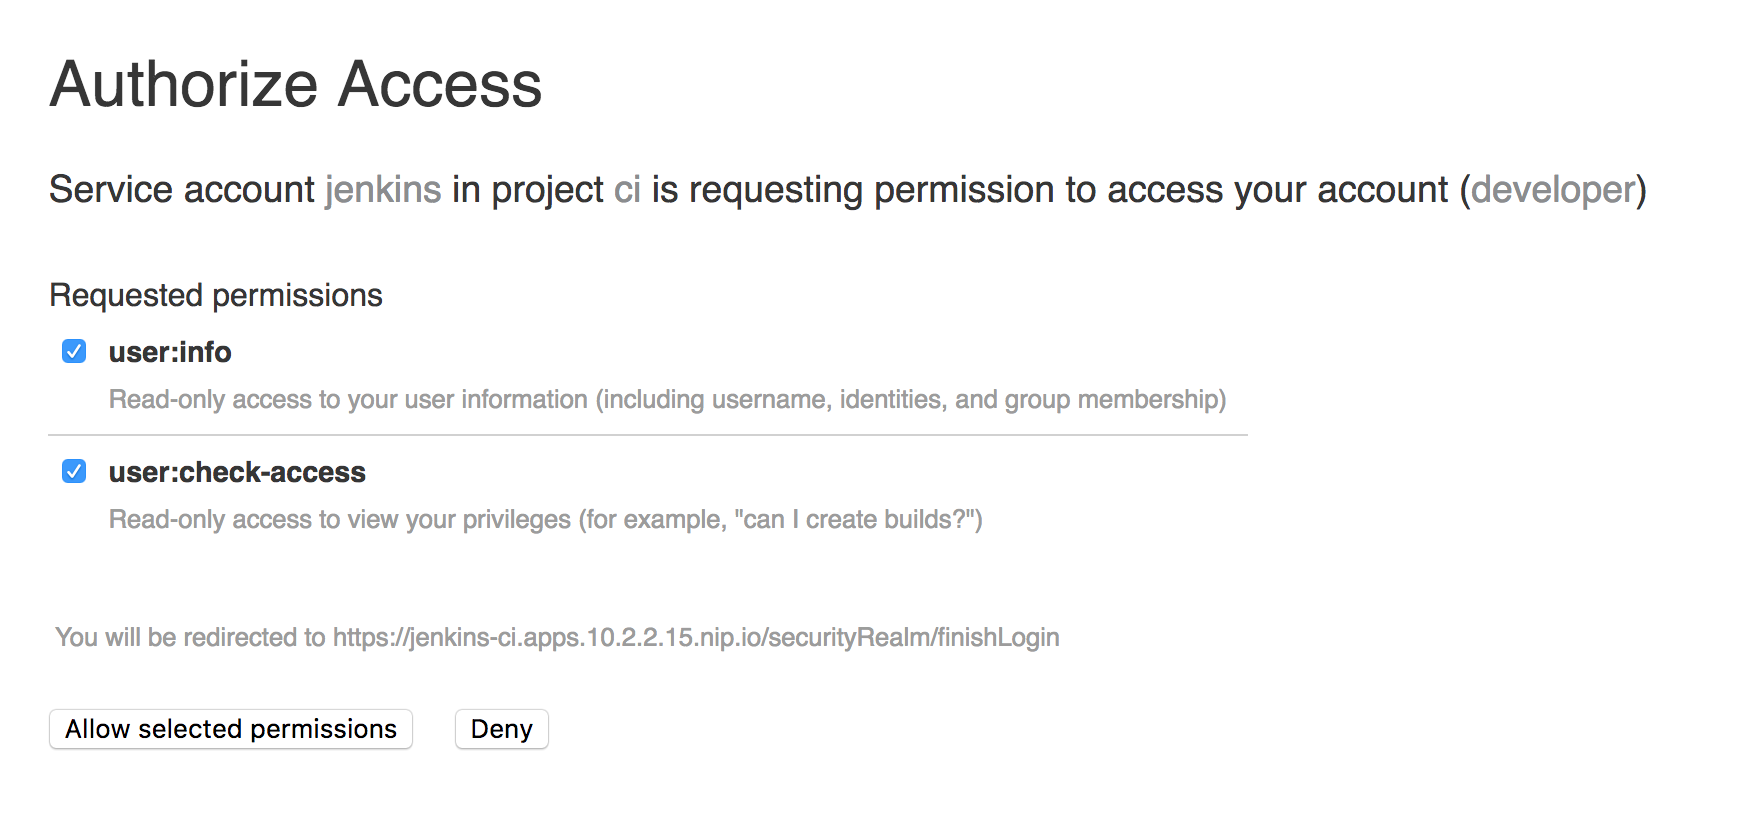 Authorize Access
Service account jenkins in project ci is requesting permission to access your account (developer)
Requested permissions
user:info
Read-only access to your user information (including username, identities, and group membership)
user:check-access
Read-only access to view your privileges (for example, "can I create builds?")
You will be redirected to https://jenkins-ci.apps.10.2.2.15.nip.io/securityRealm/finishLogin
Allow selected permissions Deny